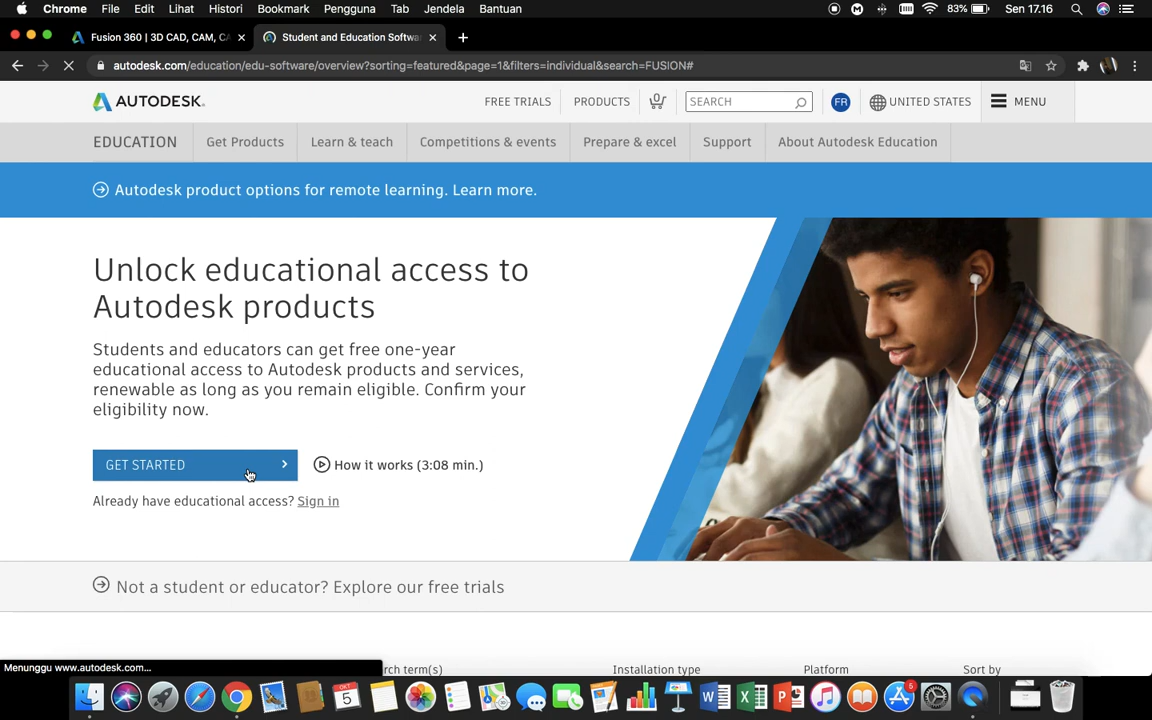 Chrome File Edit Lihat Histori Bookmark Pengguna Tab Jendela Bantuan 83% Sen 17.16
Fusion 360 | 3D CAD, CAM, CA Student and Education Softwa
autodesk.com/education/edu-software/overview?sorting=featured&page=1&filters=individual&search=FUSION#
AUTODESK. FREE TRIALS PRODUCTS 0 SEARCH FR UNITED STATES MENU
EDUCATION Get Products Learn & teach Competitions & events Prepare & excel Support About Autodesk Education
Autodesk product options for remote learning. Learn more.
Unlock educational access to
Autodesk products
Students and educators can get free one-year
educational access to Autodesk products and services,
renewable as long as you remain eligible. Confirm your
eligibility now.
GET STARTED How it works (3:08 min.)
Already have educational access? Sign in
Not a student or educator? Explore our free trials
Menunggu www.autodesk.com... rch term(s) Installation type Platform Sort by
OKT
5